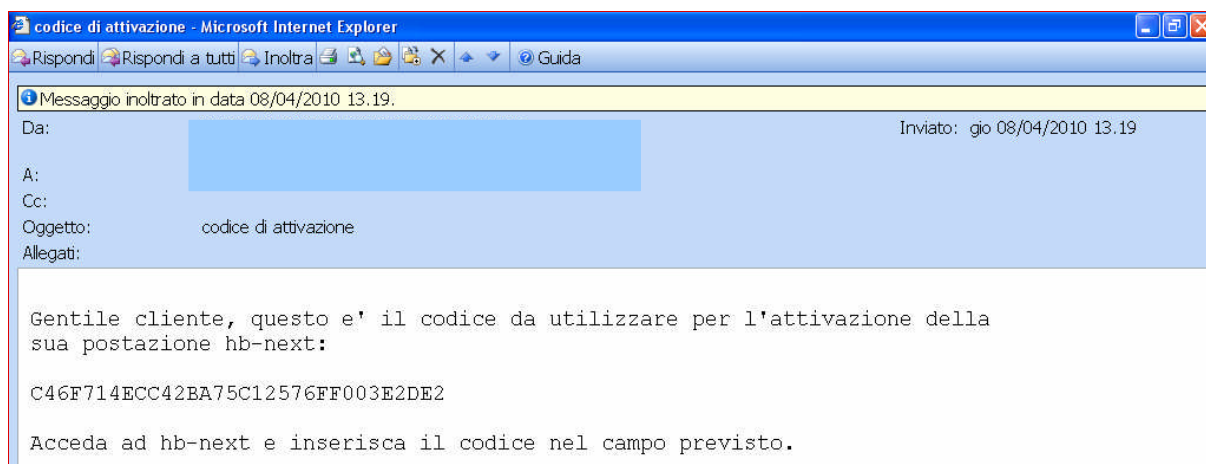 codice di attivazione - Microsoft Internet Explorer
Rispondi Rispondi a tutti Inoltra Guida
Messaggio inoltrato in data 08/04/2010 13.19.
Da: Inviato: gio 08/04/2010 13.19
A:
Cc:
Oggetto: codice di attivazione
Allegati:
Gentile cliente, questo e' il codice da utilizzare per l'attivazione della
sua postazione hb-next:
C46F714ECC42BA75C12576FF003E2DE2
Acceda ad hb-next e inserisca il codice nel campo previsto.